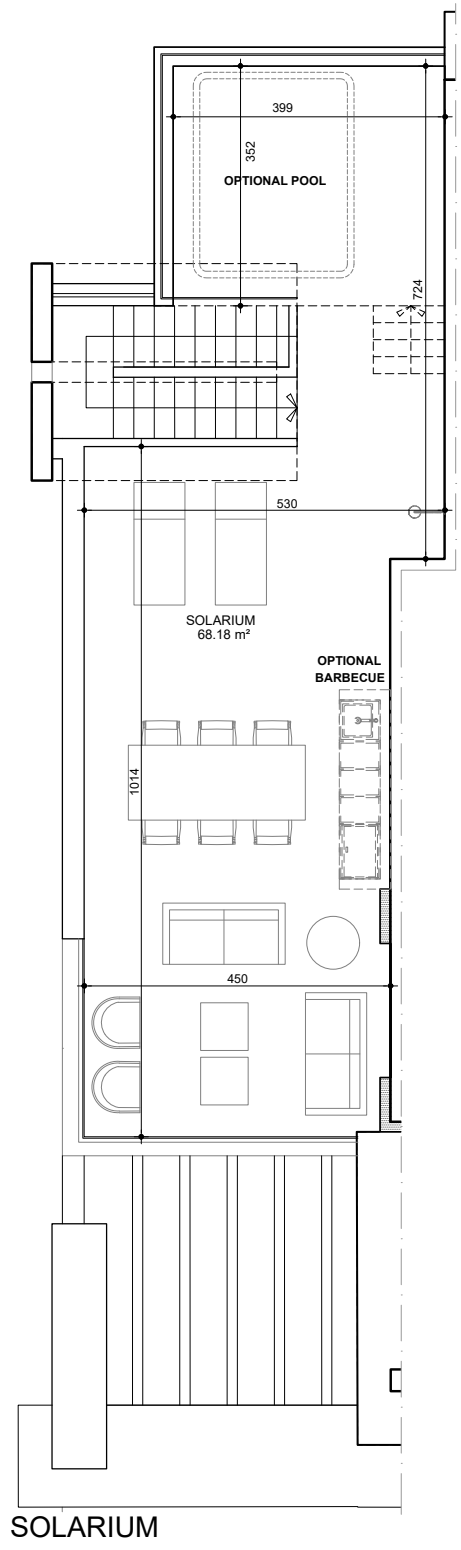 399
352
OPTIONAL POOL
724
530
SOLARIUM
68.18 m²
OPTIONAL
BARBECUE
1014
450
SOLARIUM